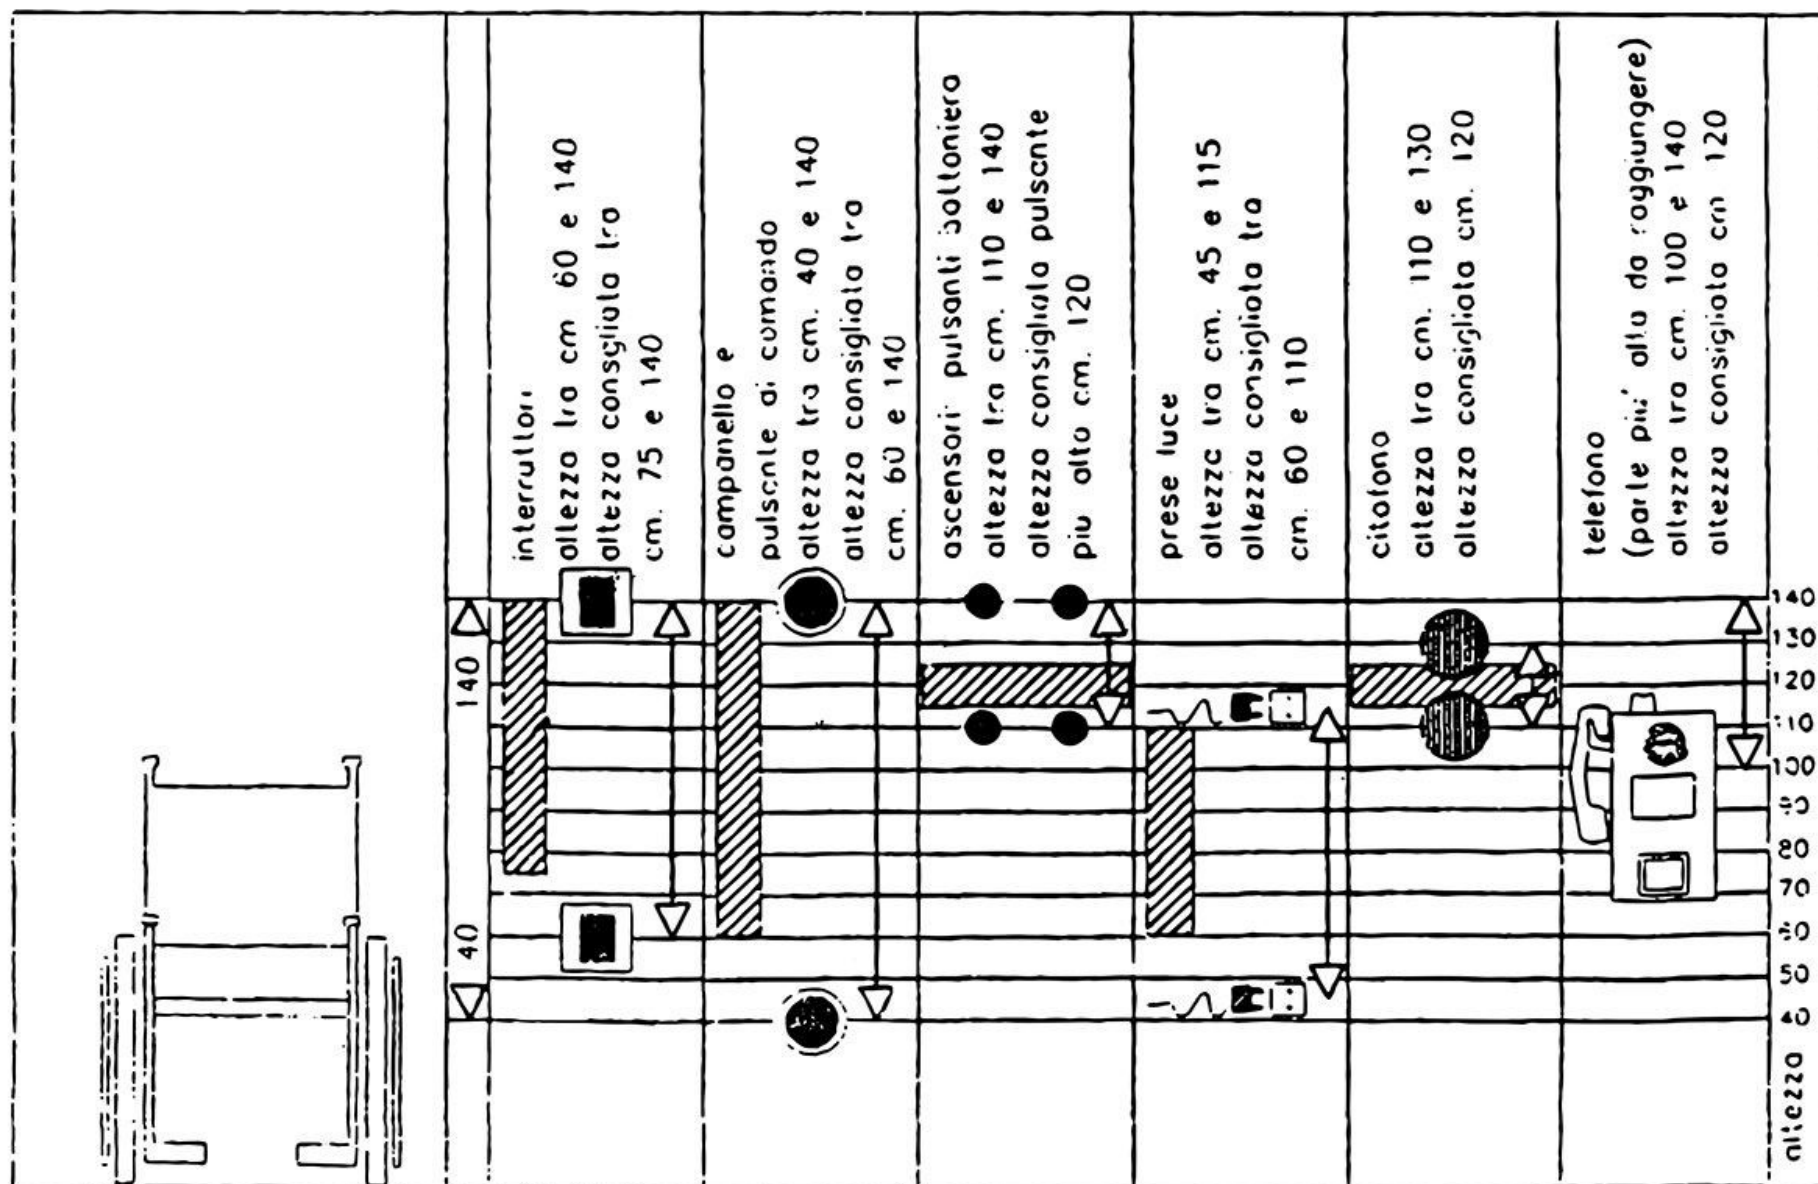 interruttori
altezza tra cm 60 e 140
altezza consgliata tra
cm. 75 e 140
campanello e
pulsante di comando
altezza tra cm. 40 e 140
altezza consigliata tra
cm. 60 e 140
ascensori pulsanti bottoniera
altezza tra cm. 110 e 140
altezza consigliata pulsante
piu alto cm. 120
prese luce
altezza tra cm. 45 e 115
altezza consigliata tra
cm. 60 e 110
citofono
altezza tra cm. 110 e 130
altezza consigliata cm. 120
telefono
(parte piu' alta da raggiungere)
altezza tra cm. 100 e 140
altezza consigliata cm 120
140
40
140
130
120
110
100
90
80
70
60
50
40
altezza